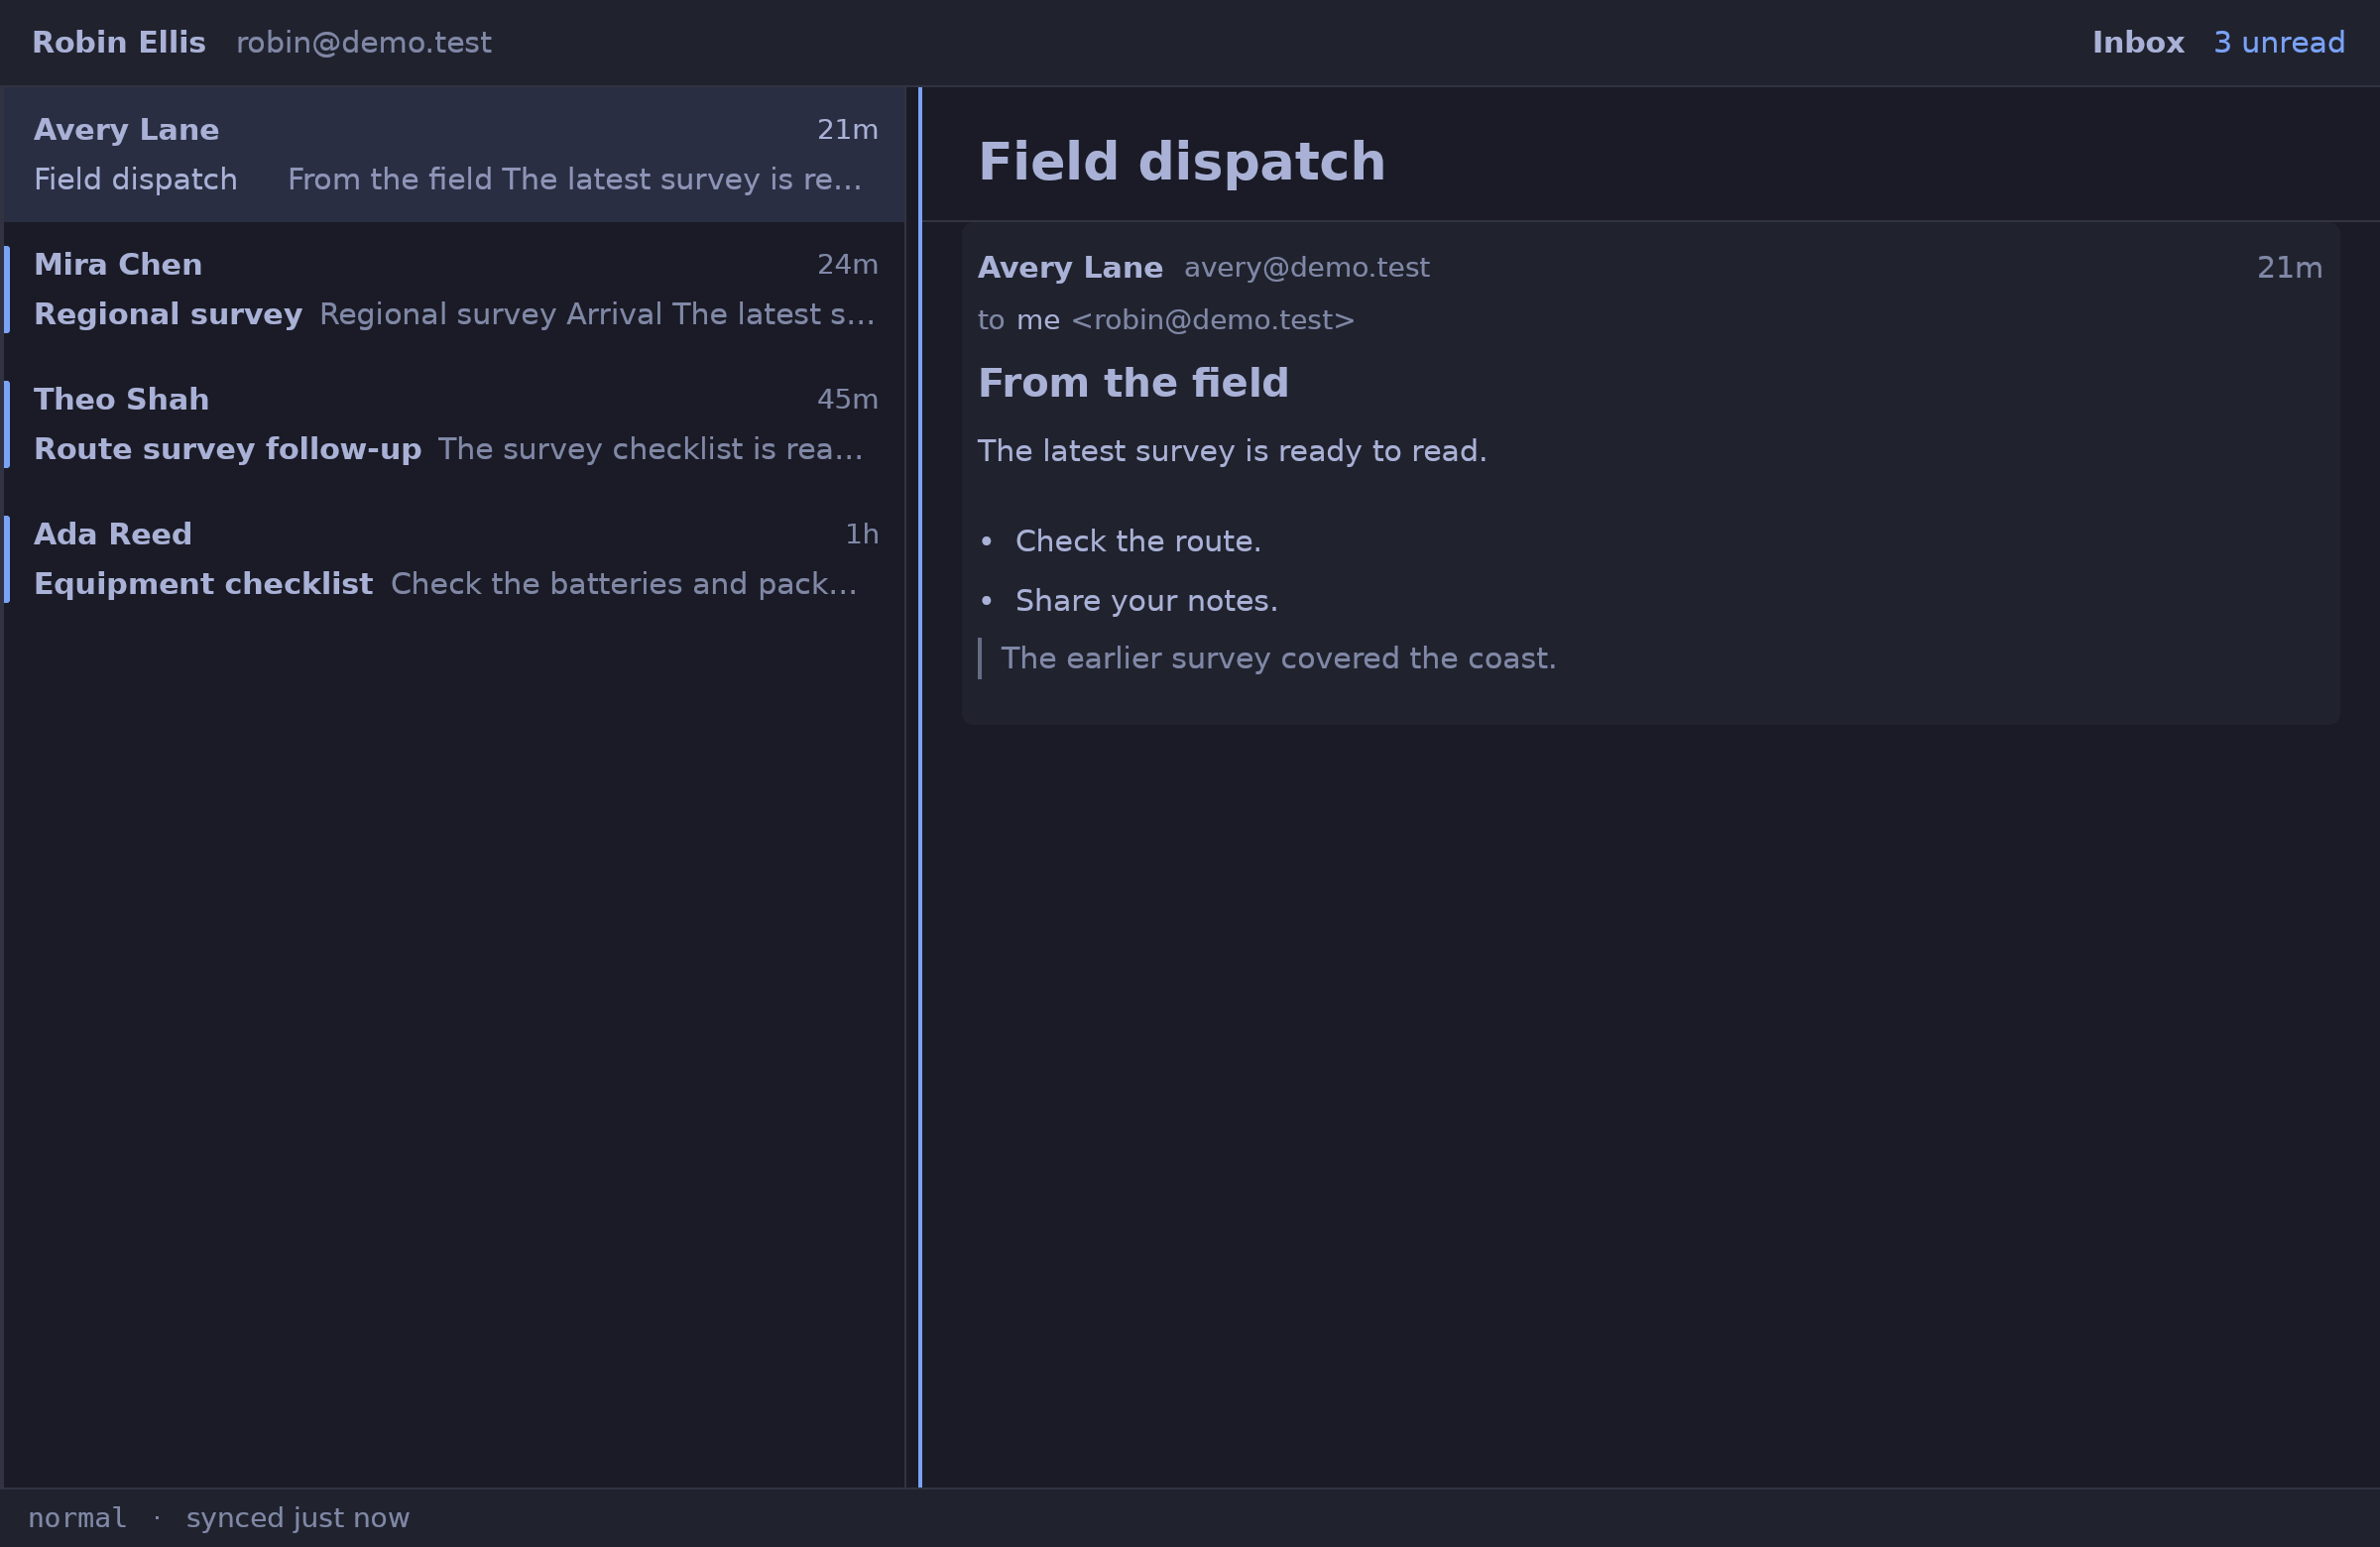 Robin Ellis robin@demo.test Inbox 3 unread
Avery Lane 21m
Field dispatch From the field The latest survey is re...
Mira Chen 24m
Regional survey Regional survey Arrival The latest s...
Theo Shah 45m
Route survey follow-up The survey checklist is rea...
Ada Reed 1h
Equipment checklist Check the batteries and pack...
Field dispatch
Avery Lane avery@demo.test 21m
to me <robin@demo.test>
From the field
The latest survey is ready to read.
• Check the route.
• Share your notes.
The earlier survey covered the coast.
normal · synced just now